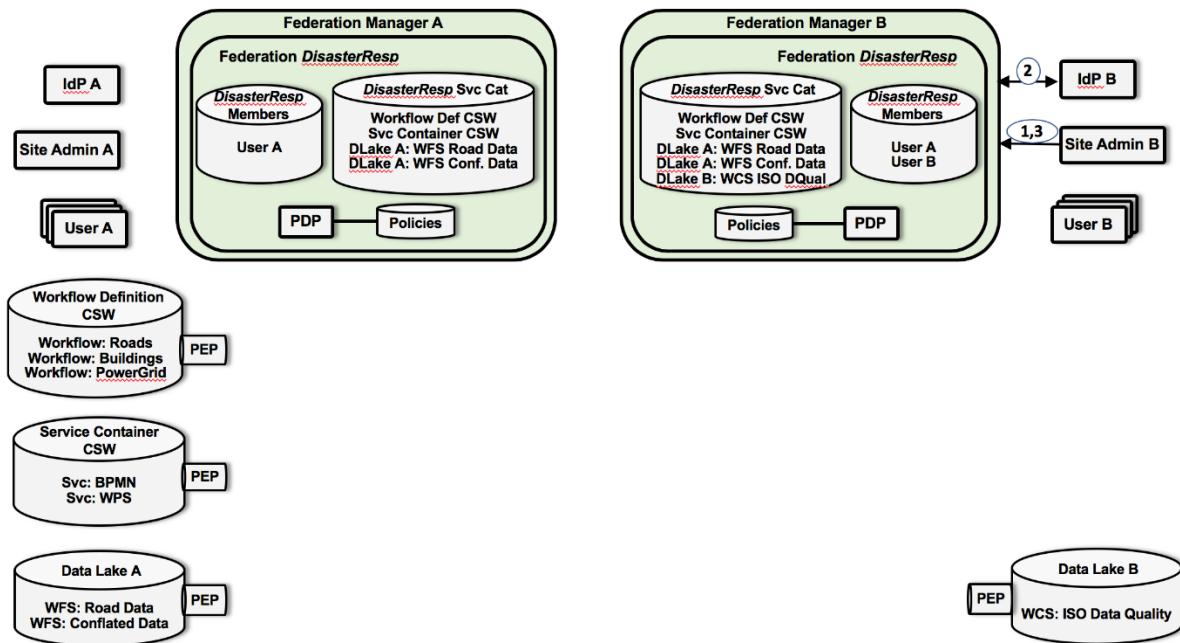 Federation Manager A
Federation DisasterResp
DisasterResp
Members
User A
DisasterResp Svc Cat
Workflow Def CSW
Svc Container CSW
DLake A: WFS Road Data
DLake A: WFS Conf. Data
PDP
Policies
IdP A
Site Admin A
User A
Federation Manager B
Federation DisasterResp
DisasterResp Svc Cat
Workflow Def CSW
Svc Container CSW
DLake A: WFS Road Data
DLake A: WFS Conf. Data
DLake B: WCS ISO DQual
DisasterResp
Members
User A
User B
Policies
PDP
2
IdP B
1,3
Site Admin B
User B
Workflow Definition
CSW
Workflow: Roads
Workflow: Buildings
Workflow: PowerGrid
PEP
Service Container
CSW
Svc: BPMN
Svc: WPS
PEP
Data Lake A
WFS: Road Data
WFS: Conflated Data
PEP
PEP
Data Lake B
WCS: ISO Data Quality